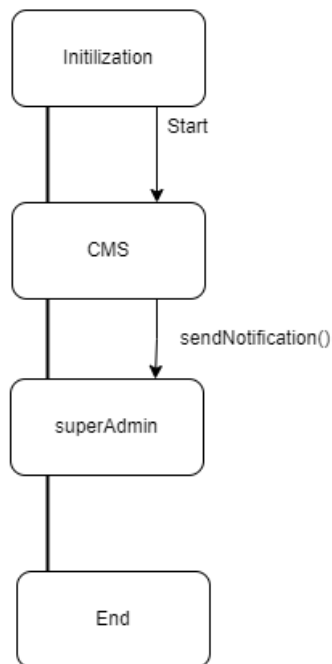 Initilization
Start
CMS
sendNotification()
superAdmin
End